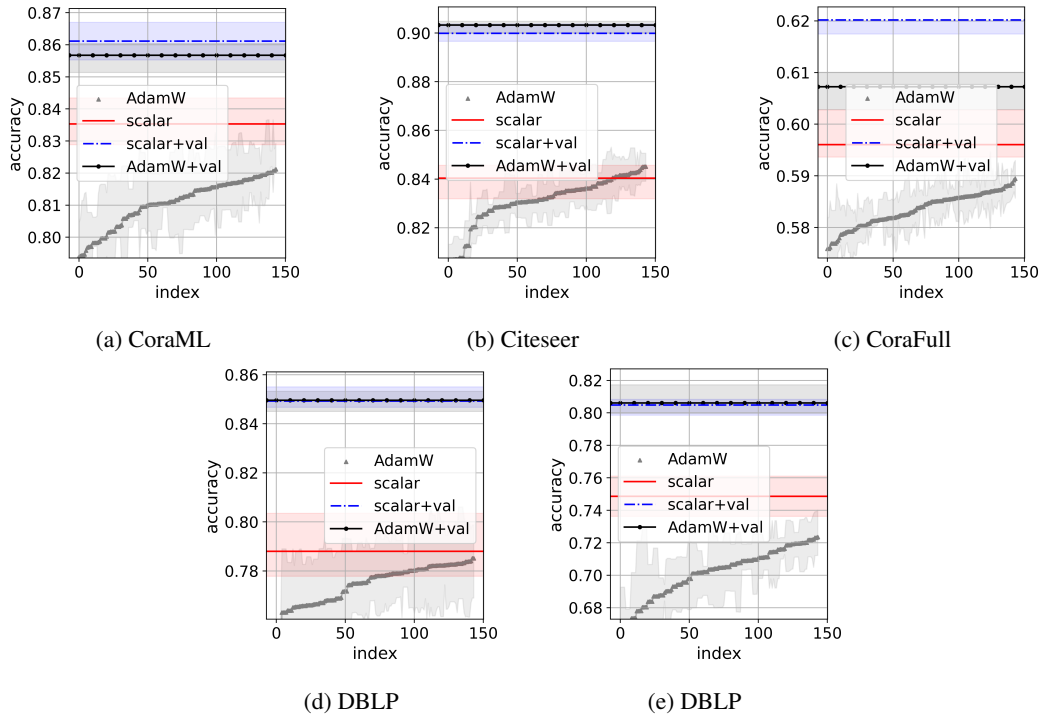 0.87
0.86
0.85
0.84
0.83
0.82
0.81
0.80
accuracy
AdamW
scalar
scalar+val
AdamW+val
0 50 100 150
index
(a) CoraML
0.90
0.88
0.86
0.84
0.82
accuracy
AdamW
scalar
scalar+val
AdamW+val
0 50 100 150
index
(b) Citeseer
0.62
0.61
0.60
0.59
0.58
accuracy
AdamW
scalar
scalar+val
AdamW+val
0 50 100 150
index
(c) CoraFull
0.86
0.84
0.82
0.80
0.78
accuracy
AdamW
scalar
scalar+val
AdamW+val
0 50 100 150
index
(d) DBLP
0.82
0.80
0.78
0.76
0.74
0.72
0.70
0.68
accuracy
AdamW
scalar
scalar+val
AdamW+val
0 50 100 150
index
(e) DBLP